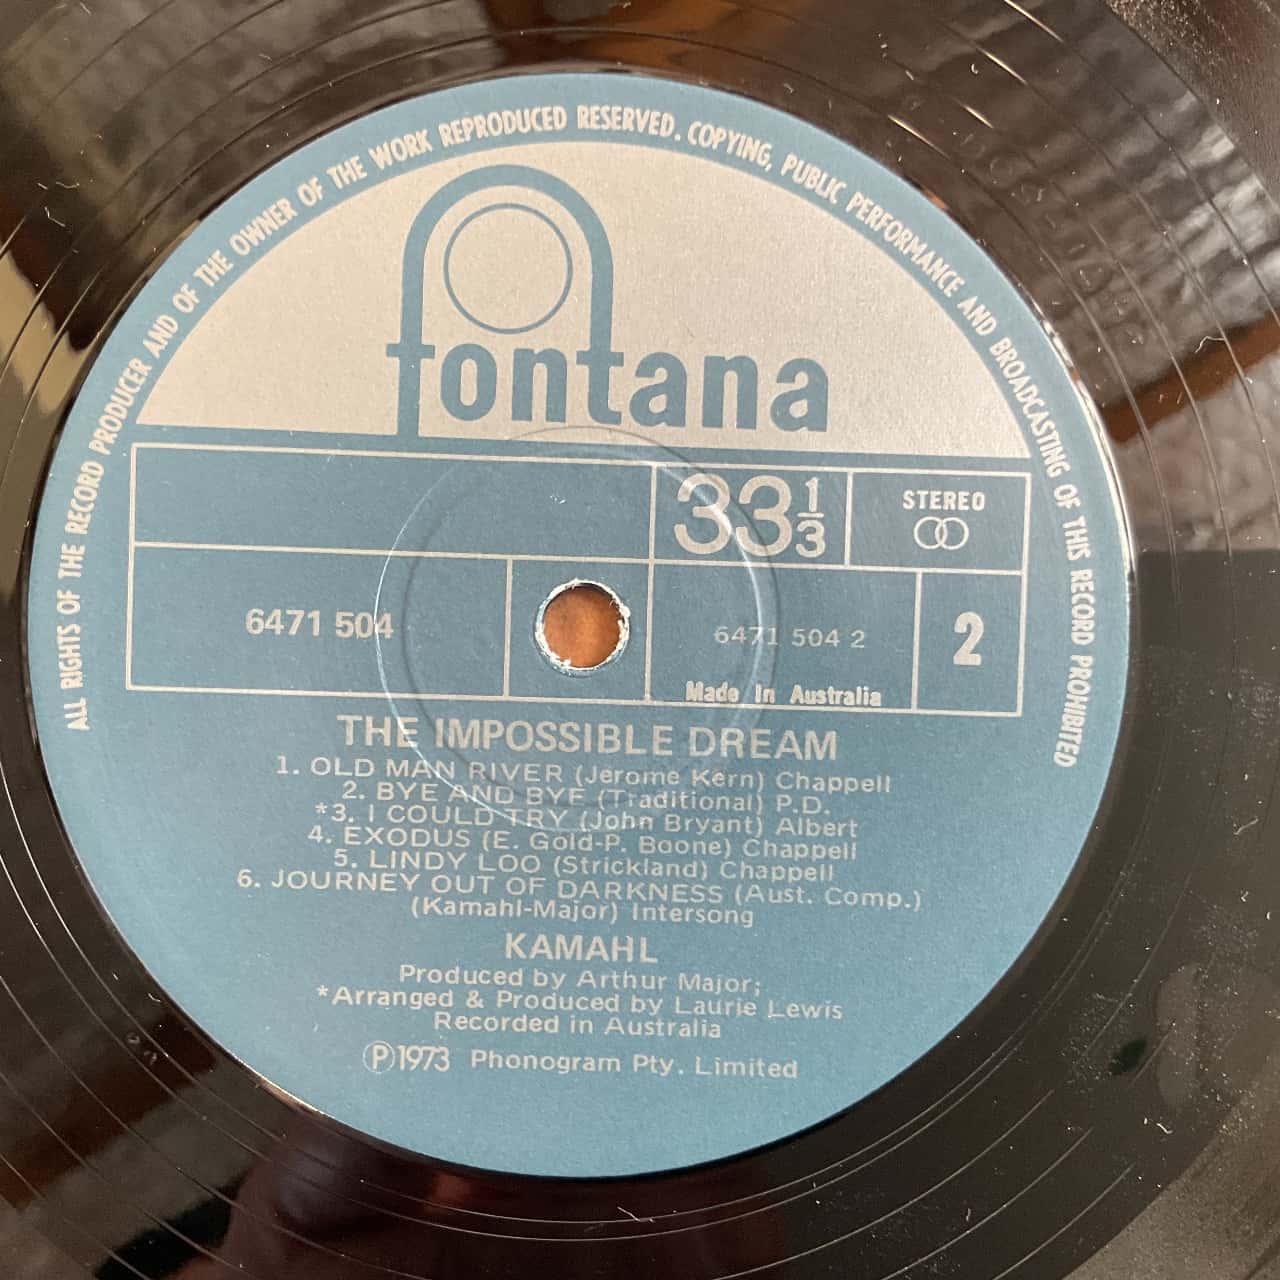 ALL RIGHTS OF THE RECORD PRODUCER AND OF THE OWNER OF THE WORK REPRODUCED RESERVED. COPYING, PUBLIC PERFORMANCE AND BROADCASTING OF THIS RECORD PROHIBITED
fontana
33 1/3
STEREO
6471 504
6471 504 2
2
Made In Australia
THE IMPOSSIBLE DREAM
1. OLD MAN RIVER (Jerome Kern) Chappell
2. BYE AND BYE (Traditional) P.D.
*3. I COULD TRY (John Bryant) Albert
4. EXODUS (E. Gold-P. Boone) Chappell
5. LINDY LOO (Strickland) Chappell
6. JOURNEY OUT OF DARKNESS (Aust. Comp.)
(Kamahl-Major) Intersong
KAMAHL
Produced by Arthur Major;
*Arranged & Produced by Laurie Lewis
Recorded in Australia
Ⓟ1973 Phonogram Pty. Limited